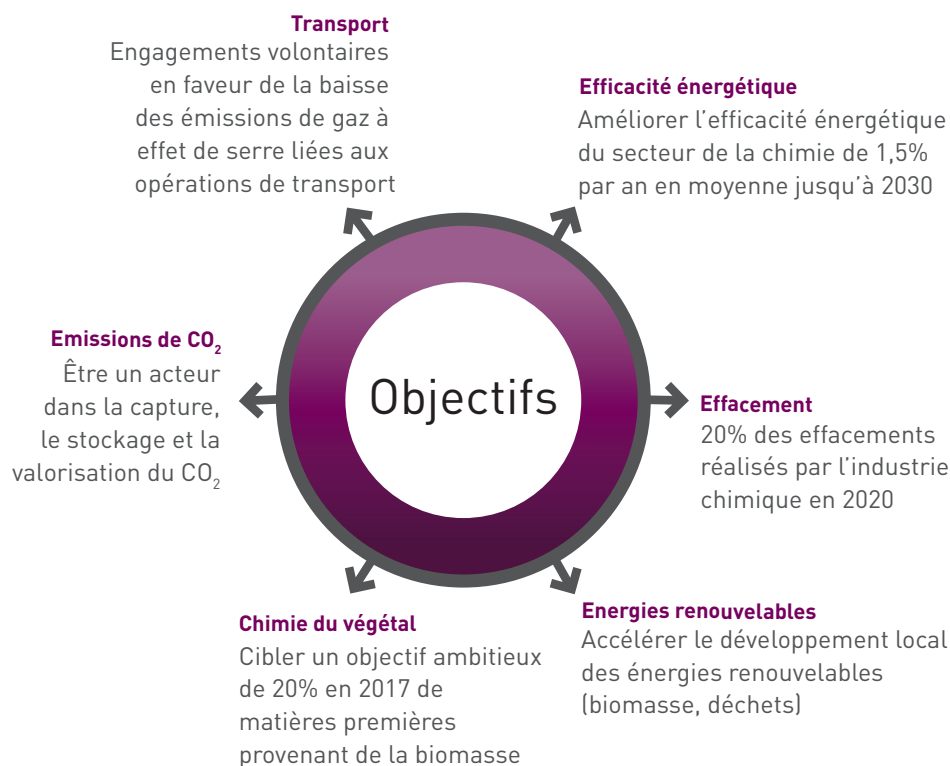 Transport
Engagements volontaires
en faveur de la baisse
des émissions de gaz à
effet de serre liées aux
opérations de transport
Efficacité énergétique
Améliorer l'efficacité énergétique
du secteur de la chimie de 1,5%
par an en moyenne jusqu'à 2030
Emissions de CO₂
Être un acteur
dans la capture,
le stockage et la
valorisation du CO₂
Objectifs
Effacement
20% des effacements
réalisés par l'industrie
chimique en 2020
Chimie du végétal
Cibler un objectif ambitieux
de 20% en 2017 de
matières premières
provenant de la biomasse
Energies renouvelables
Accélérer le développement local
des énergies renouvelables
(biomasse, déchets)